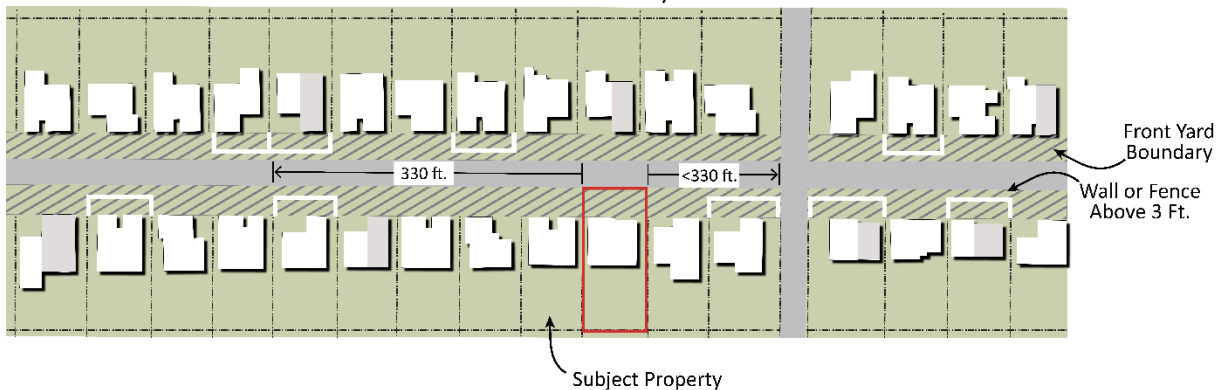 330 ft.
<330 ft.
Front Yard
Boundary
Wall or Fence
Above 3 Ft.
Subject Property